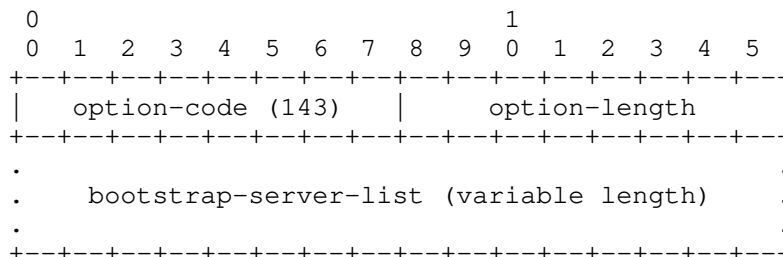 0                                       1
0  1  2  3  4  5  6  7  8  9  0  1  2  3  4  5
+--+--+--+--+--+--+--+--+--+--+--+--+--+--+--+--
|   option-code (143)   |     option-length
+--+--+--+--+--+--+--+--+--+--+--+--+--+--+--+--
.                                               .
.    bootstrap-server-list (variable length)    .
.                                               .
+--+--+--+--+--+--+--+--+--+--+--+--+--+--+--+--